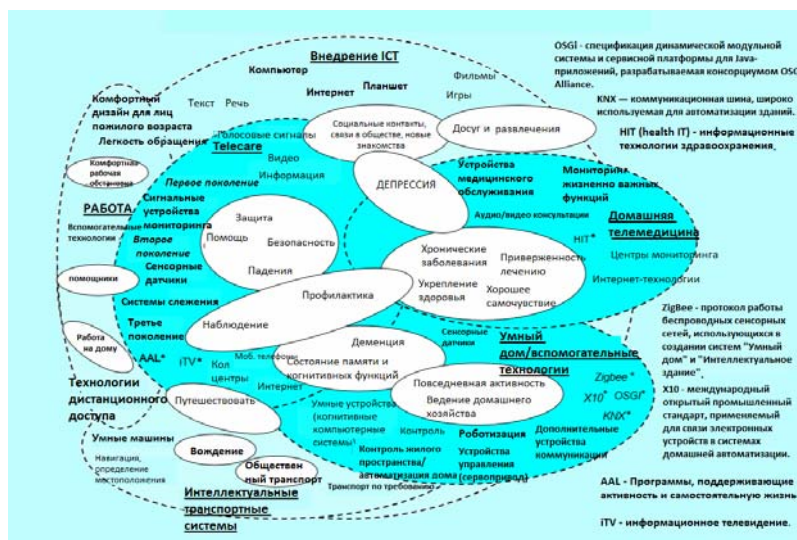 Внедрение ICT
Компьютер
Интернет
Планшет
Фильмы
Игры
Текст
Речь
Комфортный
дизайн для лиц
пожилого возраста
Легкость обращения
Голосовые сигналы
Telecare
Видео
Информация
Социальные контакты,
связи в обществе, новые
знакомства
Досуг и развлечения
Комфортная
рабочая
обстановка
РАБОТА
Вспомогательные
технологии
помощники
Работа
на дому
Первое поколение
Сигнальные
устройства
мониторинга
Второе
поколение
Сенсорные
датчики
Системы слежения
Третье
поколение
AAL*
iTV*
Кол
центры
Моб. телефоны
Интернет
Защита
Помощь
Безопасность
Падения
ДЕПРЕССИЯ
Устройства
медицинского
обслуживания
Мониторинг
жизненно важных
функций
Аудио/видео консультации
Домашняя
телемедицина
HIT*
Центры мониторинга
Интернет-технологии
Хронические
заболевания
Приверженность
лечению
Укрепление
здоровья
Хорошее
самочувствие
Профилактика
Наблюдение
Деменция
Состояние памяти и
когнитивных функций
Сенсорные
датчики
Умный
дом/вспомогательные
технологии
Повседневная активность
Ведение домашнего
хозяйства
Zigbee*
X10*
OSGi*
KNX*
Умные устройства
(когнитивные
компьютерные
системы)
Контроль
Роботизация
Дополнительные
устройства
коммуникации
Контроль жилого
пространства/
автоматизация дома
Устройства
управления
(сервопривод)
Транспорт по требованию
Технологии
дистанционного
доступа
Путешествовать
Умные машины
Вождение
Обществен
ный транспорт
Навигация,
определение
местоположения
Интеллектуальные
транспортные
системы
OSGi - спецификация динамической модульной
системы и сервисной платформы для Java-
приложений, разрабатываемая консорциумом OSG
Alliance.
KNX — коммуникационная шина, широко
используемая для автоматизации зданий.
HIT (health IT) - информационные
технологии здравоохранения.
ZigBee - протокол работы
беспроводных сенсорных
сетей, использующихся в
создании систем "Умный
дом" и "Интеллектуальное
здание".
X10 - международный
открытый промышленный
стандарт, применяемый
для связи электронных
устройств в системах
домашней автоматизации.
AAL - Программы, поддерживающие
активность и самостоятельную жизнь
iTV - информационное телевидение.